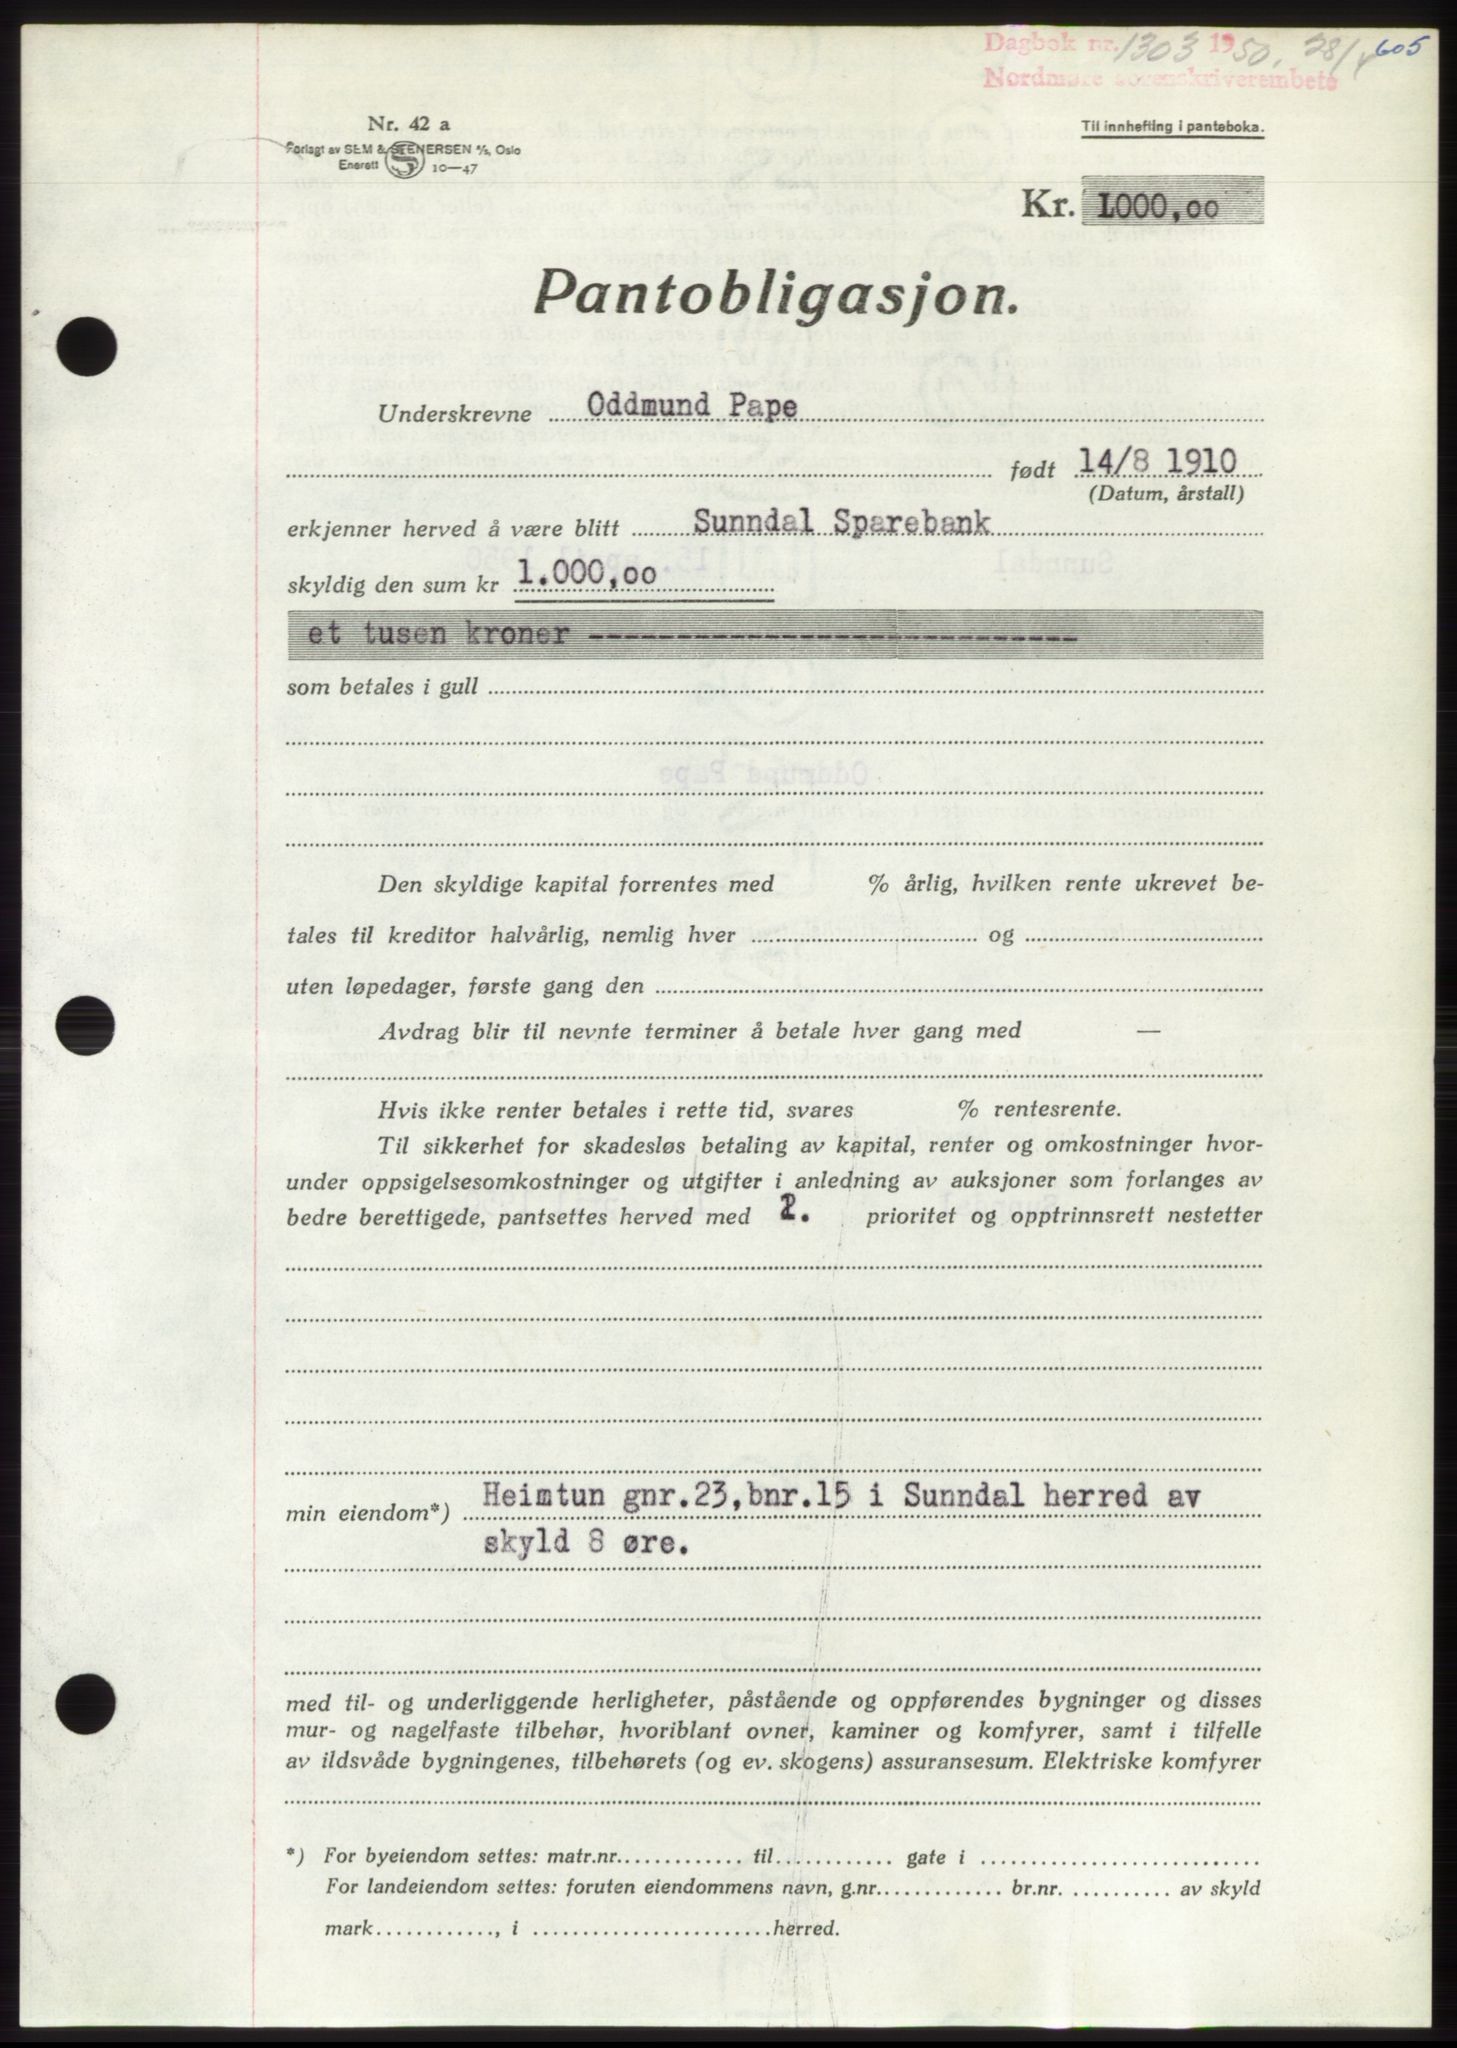 Dagbok nr. 1303 1950. 28/4 605
Nordmøre sorenskriverembete
Nr. 42 a
Forlagt av SEM & STENERSEN A/S, Oslo
Enerett S 10—47
Til innhefting i panteboka.
Kr. 1000,00
Pantobligasjon.
Underskrevne Oddmund Pape
født 14/8 1910
(Datum, årstall)
erkjenner herved å være blitt Sunndal Sparebank
skyldig den sum kr 1.000,00
et tusen kroner -----------------------------
som betales i gull
Den skyldige kapital forrentes med % årlig, hvilken rente ukrevet be-
tales til kreditor halvårlig, nemlig hver og
uten løpedager, første gang den
Avdrag blir til nevnte terminer å betale hver gang med —
Hvis ikke renter betales i rette tid, svares % rentesrente.
Til sikkerhet for skadesløs betaling av kapital, renter og omkostninger hvor-
under oppsigelsesomkostninger og utgifter i anledning av auksjoner som forlanges av
bedre berettigede, pantsettes herved med prioritet og opptrinnsrett nestetter
min eiendom*) Heimtun gnr.23,bnr.15 i Sunndal herred av
skyld 8 øre.
med til- og underliggende herligheter, påstående og oppførendes bygninger og disses
mur- og nagelfaste tilbehør, hvoriblant ovner, kaminer og komfyrer, samt i tilfelle
av ildsvåde bygningenes, tilbehørets (og ev. skogens) assuransesum. Elektriske komfyrer
*) For byeiendom settes: matr.nr. til gate i
For landeiendom settes: foruten eiendommens navn, g.nr. br.nr. av skyld
mark , i herred.